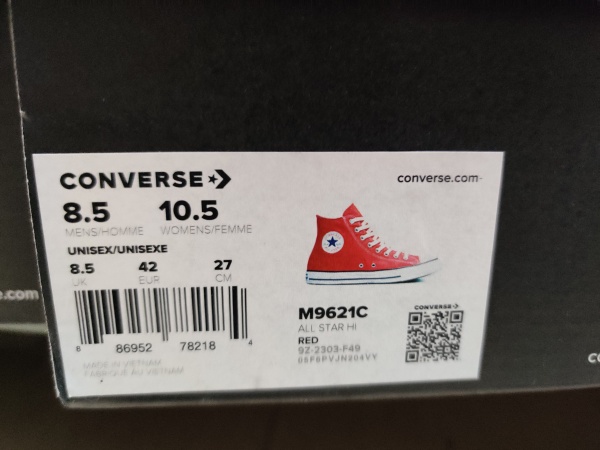 CONVERSE
converse.com
8.5 10.5
MENS/HOMME WOMENS/FEMME
UNISEX/UNISEXE
8.5 42 27
UK EUR CM
8 86952 78218 4
MADE IN VIETNAM
FABRIQUÉ AU VIETNAM
CONVERSE
M9621C
ALL STAR HI
RED
9Z-2303-F49
e.com